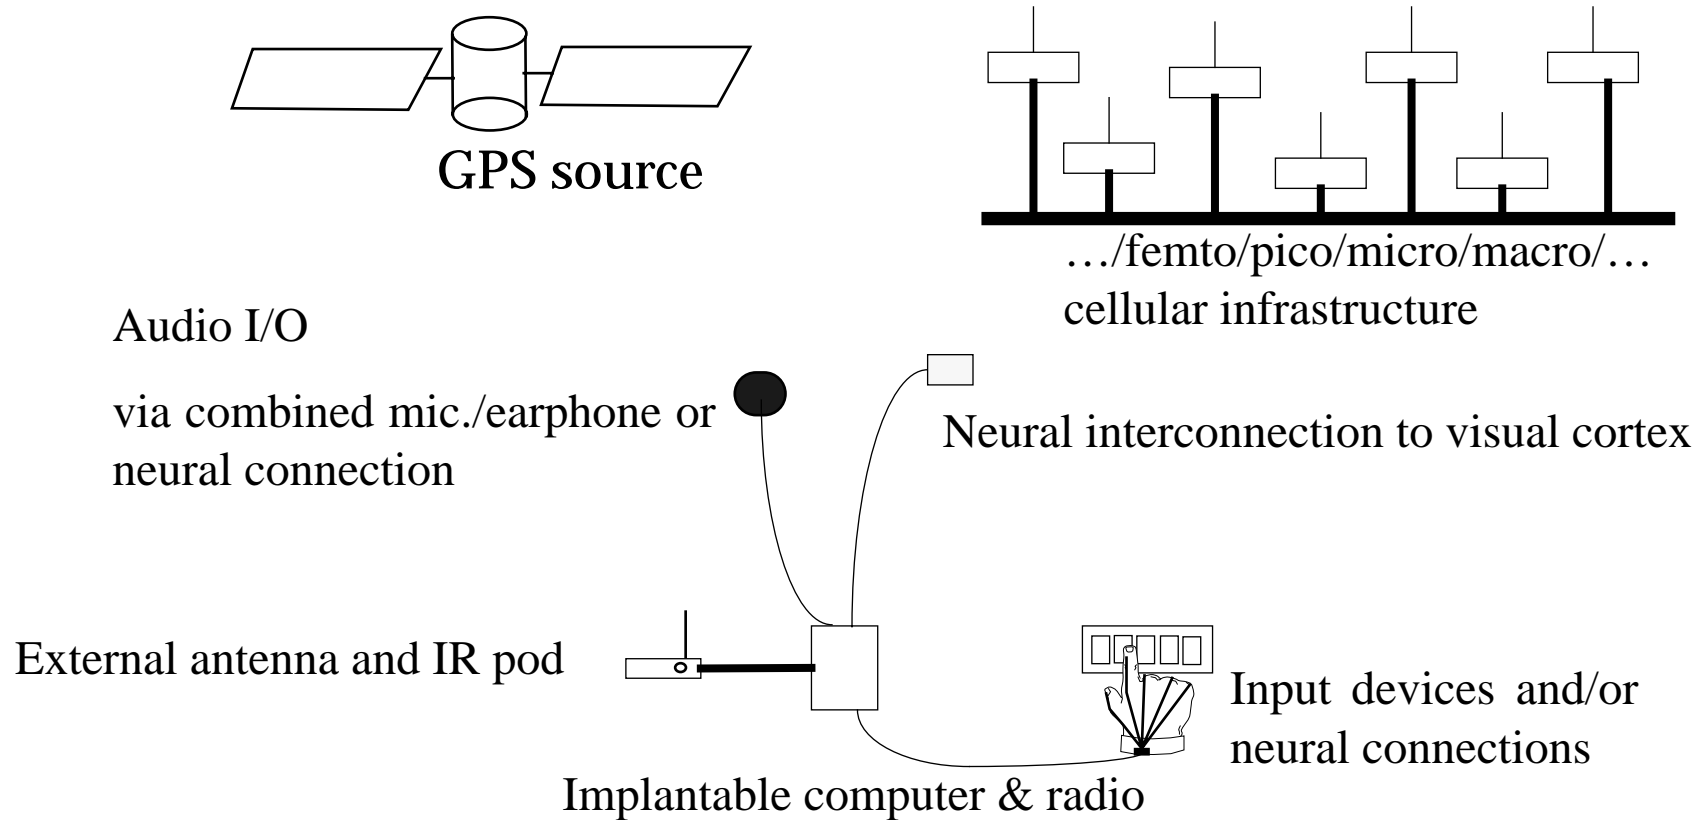 GPS source
…/femto/pico/micro/macro/…
cellular infrastructure
Audio I/O
via combined mic./earphone or
neural connection
Neural interconnection to visual cortex
External antenna and IR pod
Input devices and/or
neural connections
Implantable computer & radio